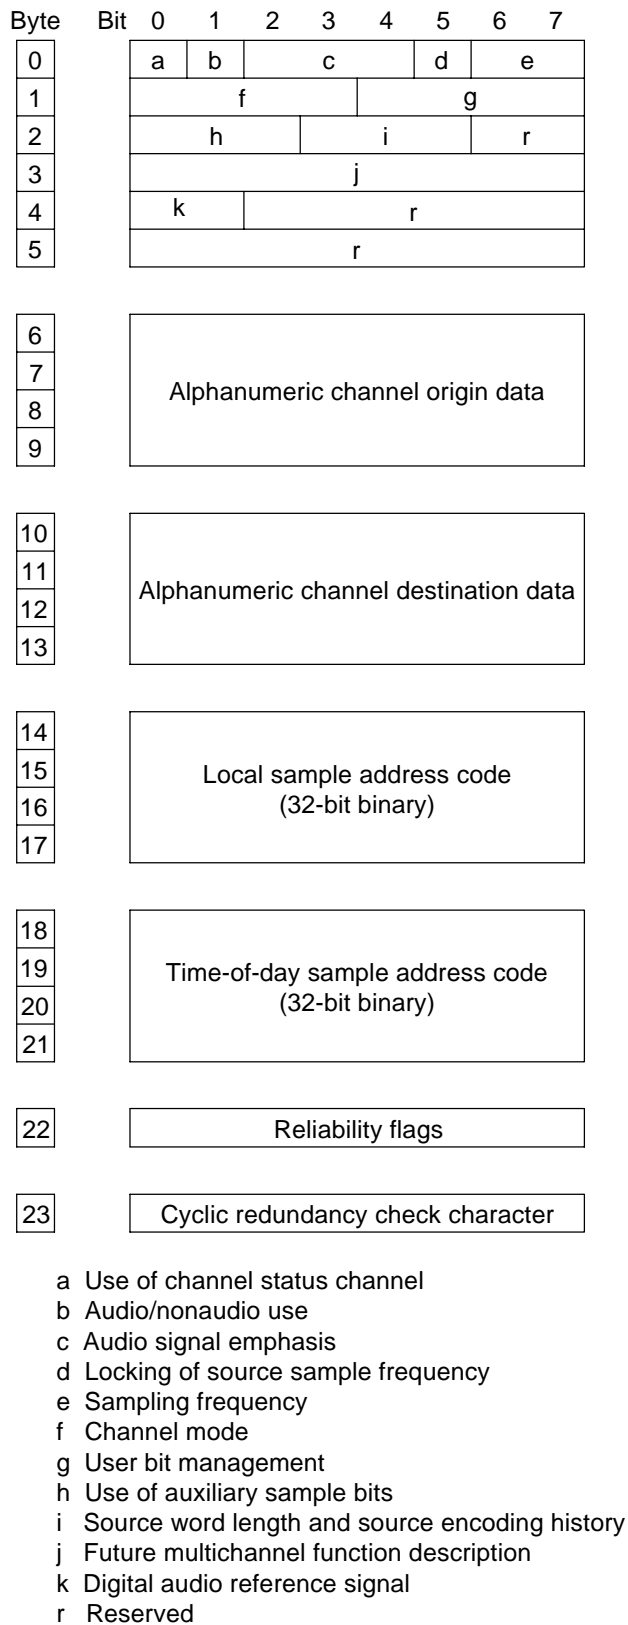 Byte Bit 0 1 2 3 4 5 6 7
0 a b c d e
1 f g
2 h i r
3 j
4 k r
5 r
6
7
8
9
Alphanumeric channel origin data
10
11
12
13
Alphanumeric channel destination data
14
15
16
17
Local sample address code
(32-bit binary)
18
19
20
21
Time-of-day sample address code
(32-bit binary)
22 Reliability flags
23 Cyclic redundancy check character
a Use of channel status channel
b Audio/nonaudio use
c Audio signal emphasis
d Locking of source sample frequency
e Sampling frequency
f Channel mode
g User bit management
h Use of auxiliary sample bits
i Source word length and source encoding history
j Future multichannel function description
k Digital audio reference signal
r Reserved